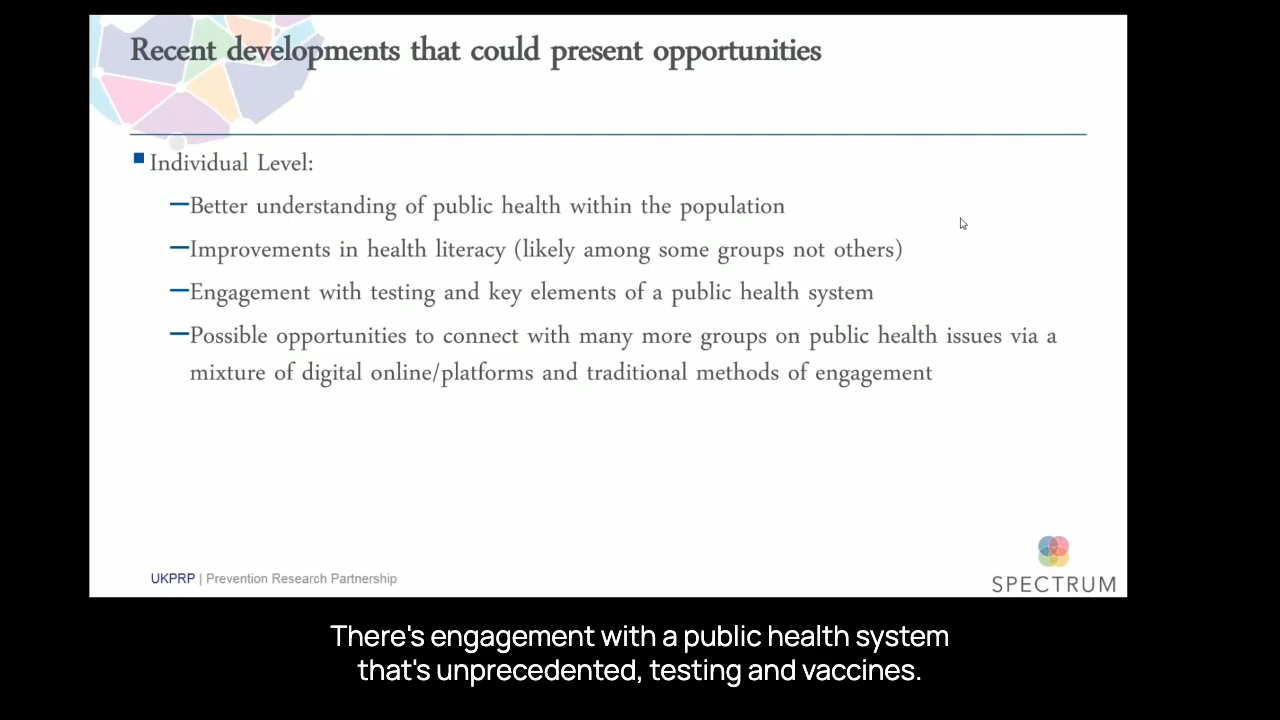 Recent developments that could present opportunities
Individual Level:
—Better understanding of public health within the population
—Improvements in health literacy (likely among some groups not others)
—Engagement with testing and key elements of a public health system
—Possible opportunities to connect with many more groups on public health issues via a
mixture of digital online/platforms and traditional methods of engagement
UKPRP | Prevention Research Partnership
SPECTRUM
There's engagement with a public health system
that's unprecedented, testing and vaccines.